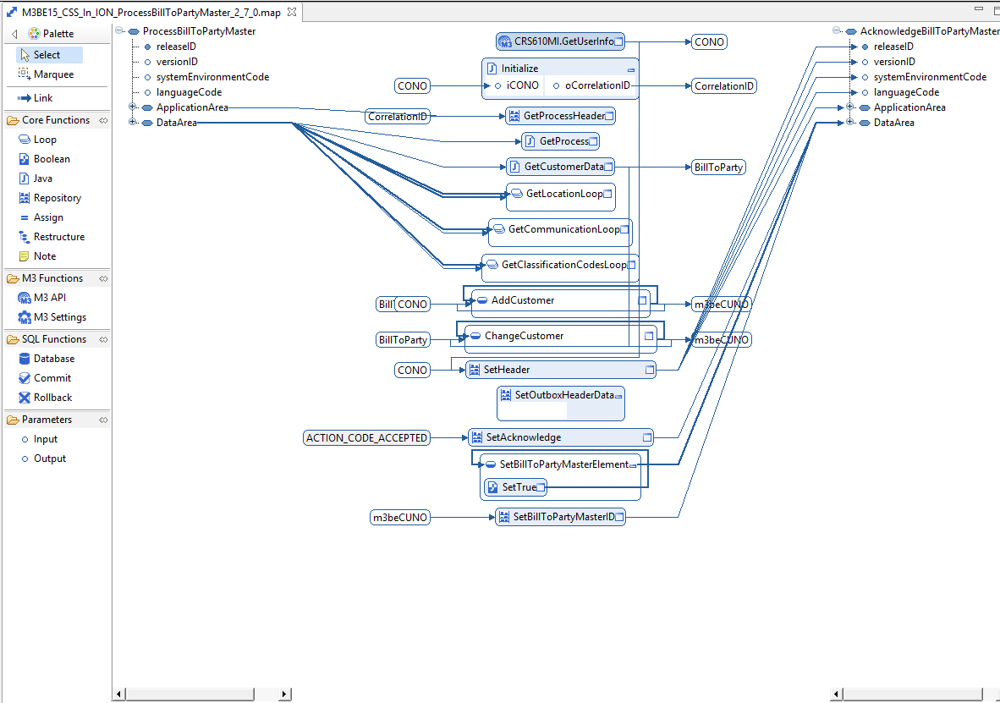 M3BE15_CSS_In_ION_ProcessBillToPartyMaster_2_7_0.map
Palette
Select
Marquee
Link
Core Functions
Loop
Boolean
Java
Repository
Assign
Restructure
Note
M3 Functions
M3 API
M3 Settings
SQL Functions
Database
Commit
Rollback
Parameters
Input
Output
ProcessBillToPartyMaster
releaseID
versionID
systemEnvironmentCode
languageCode
ApplicationArea
DataArea
M3 CRS610MI.GetUserInfo
CONO
Initialize
CONO
iCONO
oCorrelationID
CorrelationID
CorrelationID
GetProcessHeader
GetProcess
GetCustomerData
BillToParty
GetLocationLoop
GetCommunicationLoop
GetClassificationCodesLoop
Bill
CONO
AddCustomer
m3beCUNO
BillToParty
ChangeCustomer
m3beCUNO
CONO
SetHeader
SetOutboxHeaderData
ACTION_CODE_ACCEPTED
SetAcknowledge
SetBillToPartyMasterElement
SetTrue
m3beCUNO
SetBillToPartyMasterID
AcknowledgeBillToPartyMaster
releaseID
versionID
systemEnvironmentCode
languageCode
ApplicationArea
DataArea